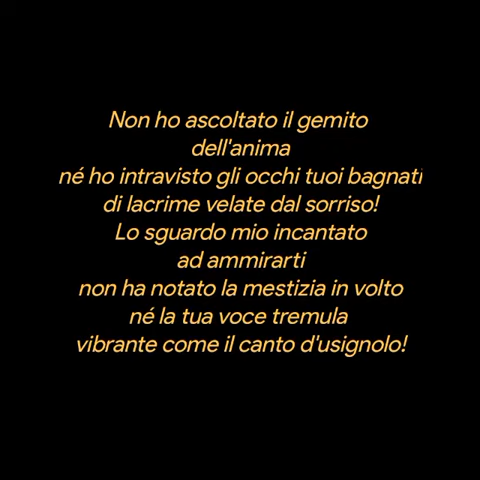 Non ho ascoltato il gemito
dell'anima
né ho intravisto gli occhi tuoi bagnati
di lacrime velate dal sorriso!
Lo sguardo mio incantato
ad ammirarti
non ha notato la mestizia in volto
né la tua voce tremula
vibrante come il canto d'usignolo!